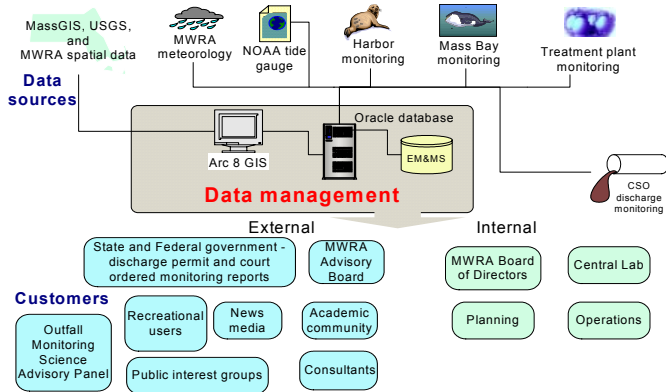 MassGIS, USGS,
and
MWRA spatial data
MWRA
meteorology
NOAA tide
gauge
Harbor
monitoring
Mass Bay
monitoring
Treatment plant
monitoring
Data
sources
Oracle database
Arc 8 GIS
EM&MS
Data management
CSO
discharge
monitoring
External
Internal
State and Federal government -
discharge permit and court
ordered monitoring reports
MWRA
Advisory
Board
MWRA Board
of Directors
Central Lab
Customers
Outfall
Monitoring
Science
Advisory Panel
Recreational
users
News
media
Academic
community
Planning
Operations
Public interest groups
Consultants